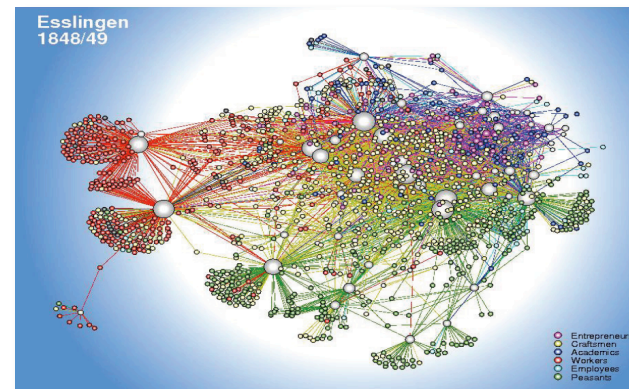 Esslingen
1848/49
Entrepreneur
Craftsmen
Academics
Workers
Employees
Peasants